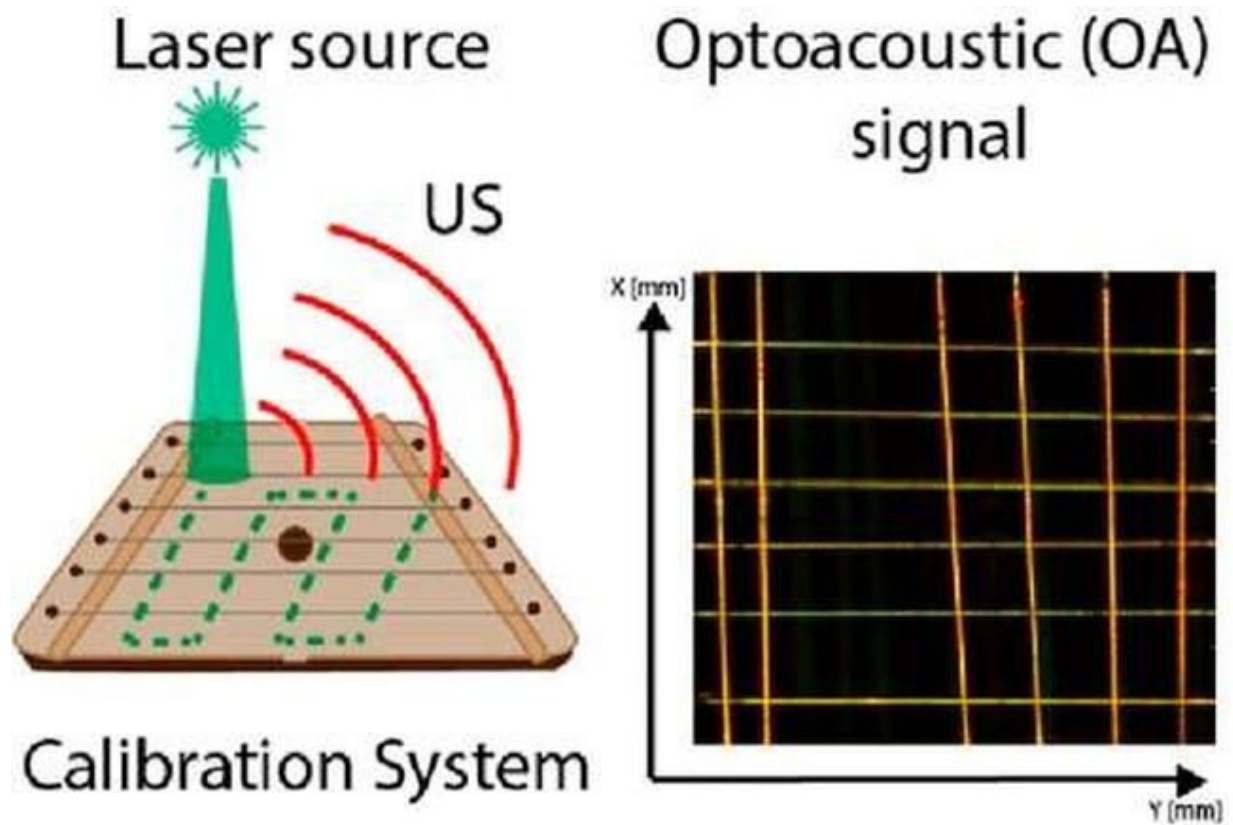 Laser source
US
Calibration System
Optoacoustic (OA)
signal
X [mm]
Y [mm]